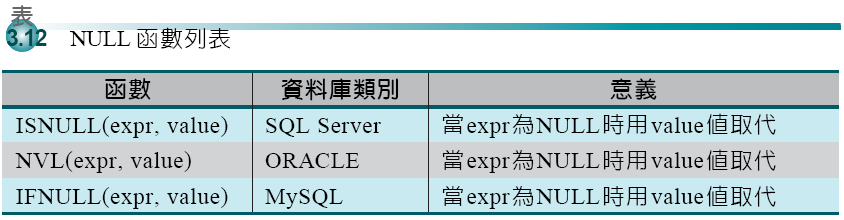 表
3.12 NULL 函數列表
函數 資料庫類別 意義
ISNULL(expr, value) SQL Server 當expr為NULL時用value值取代
NVL(expr, value) ORACLE 當expr為NULL時用value值取代
IFNULL(expr, value) MySQL 當expr為NULL時用value值取代